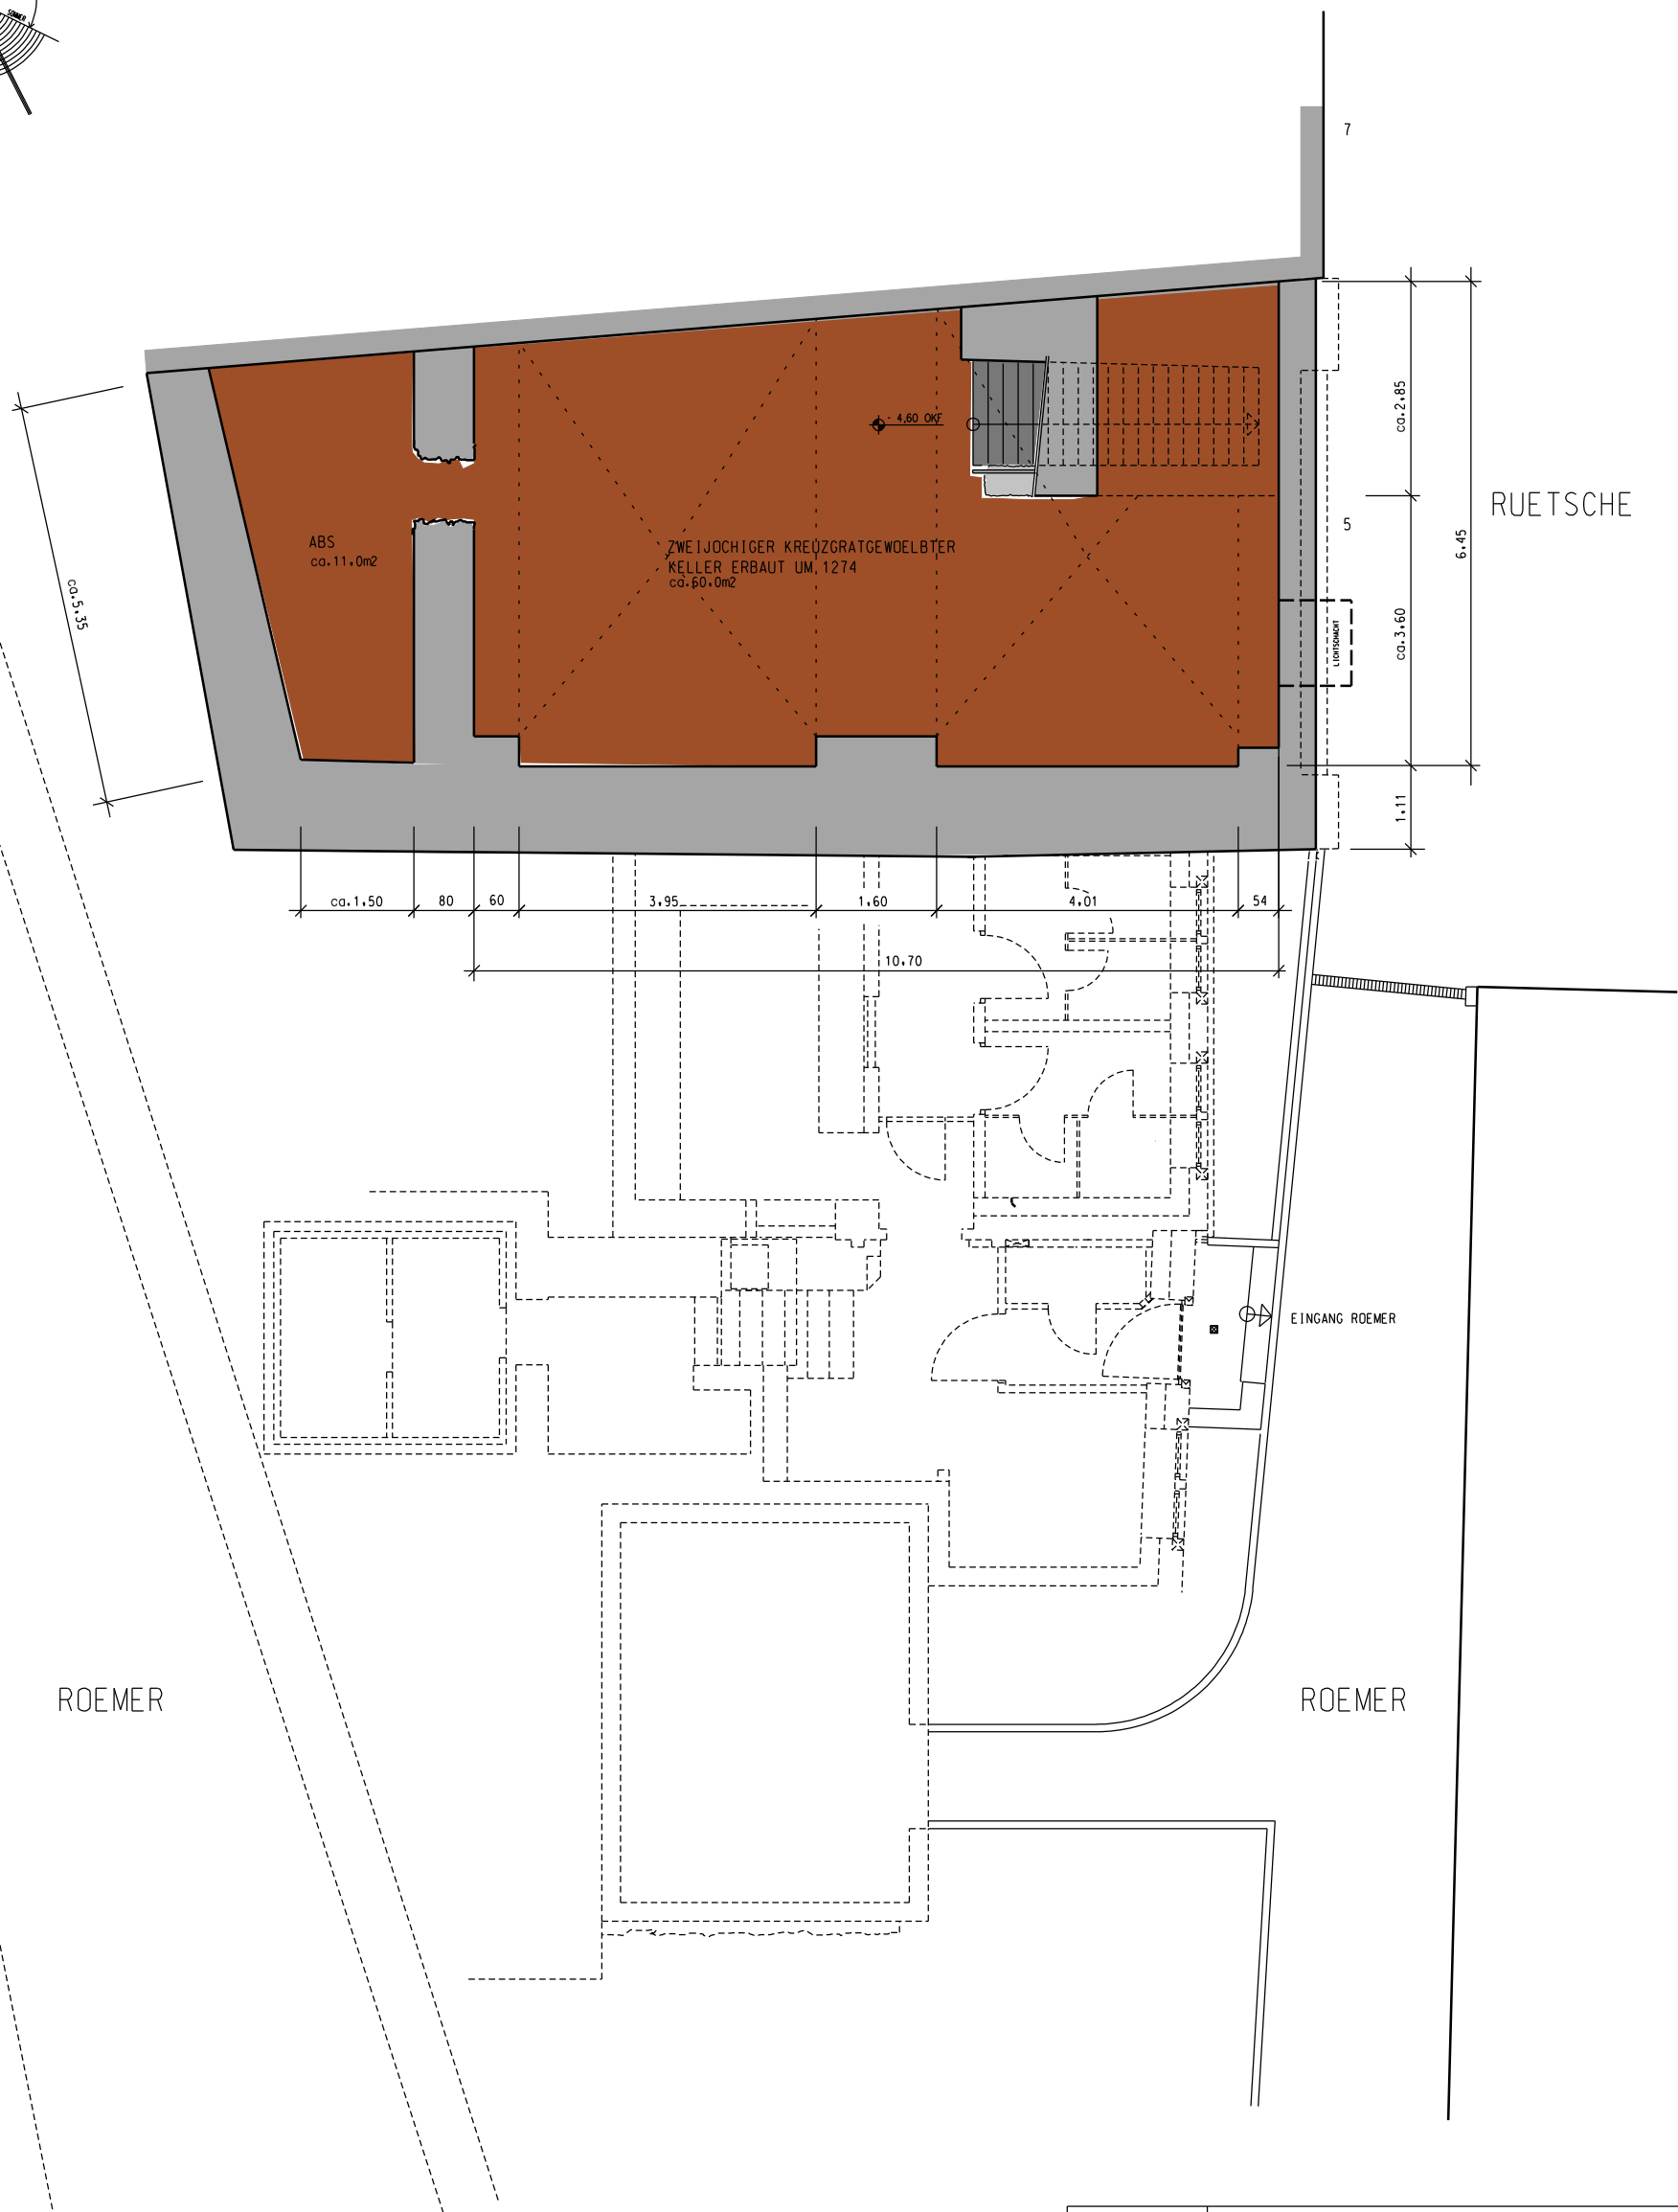 SOMMER
7
- 4,60 OKF
ca.2.85
RUETSCHE
5
6.45
ABS
ca.11.0m2
ZWEIJOCHIGER KREUZGRATGEWOELBTER
KELLER ERBAUT UM 1274
ca.60.0m2
ca.5.35
LICHTSCHACHT
ca.3.60
1.11
ca.1.50
80
60
3.95
1.60
4.01
54
10.70
EINGANG ROEMER
ROEMER
ROEMER